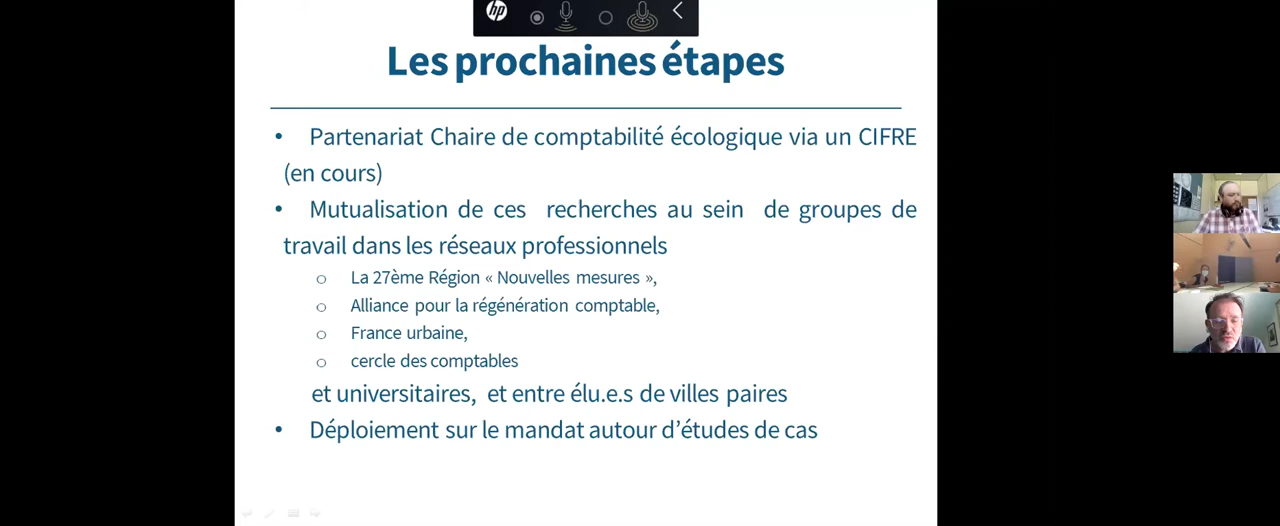 hp
Les prochaines étapes
• Partenariat Chaire de comptabilité écologique via un CIFRE
(en cours)
• Mutualisation de ces recherches au sein de groupes de
travail dans les réseaux professionnels
o La 27ème Région « Nouvelles mesures »,
o Alliance pour la régénération comptable,
o France urbaine,
o cercle des comptables
et universitaires, et entre élu.e.s de villes paires
• Déploiement sur le mandat autour d’études de cas